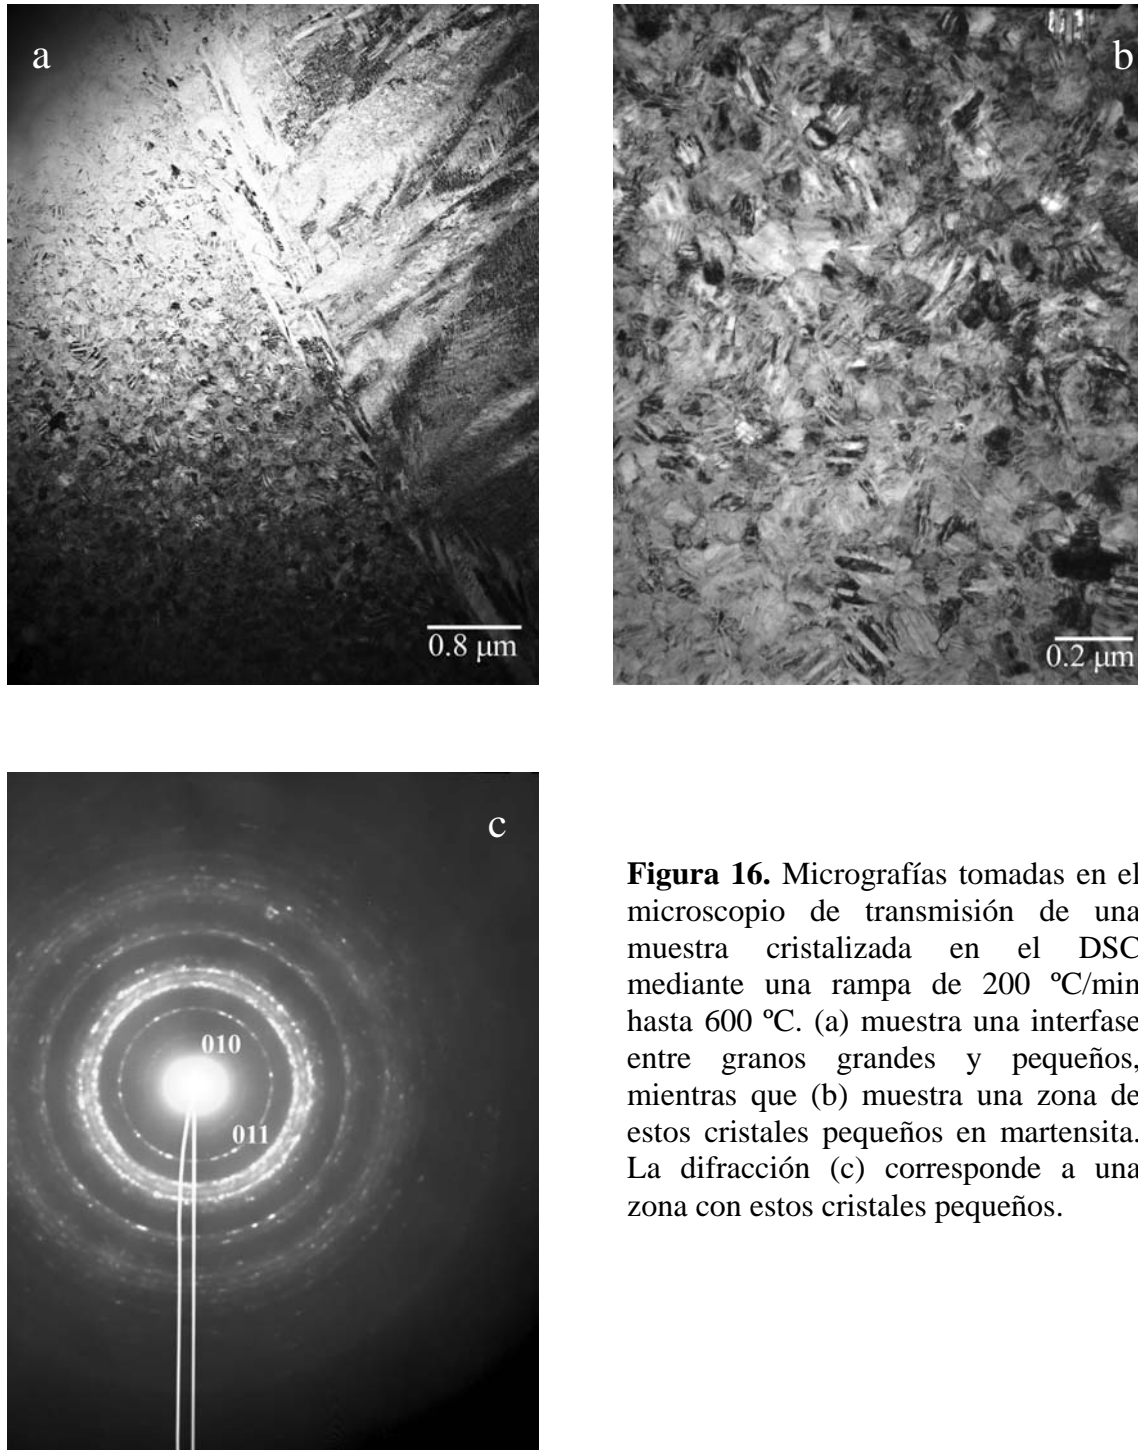 a
b
0.8 µm
0.2 µm
c
010
011
Figura 16. Micrografías tomadas en el
microscopio de transmisión de una
muestra cristalizada en el DSC
mediante una rampa de 200 ºC/min
hasta 600 ºC. (a) muestra una interfase
entre granos grandes y pequeños,
mientras que (b) muestra una zona de
estos cristales pequeños en martensita.
La difracción (c) corresponde a una
zona con estos cristales pequeños.